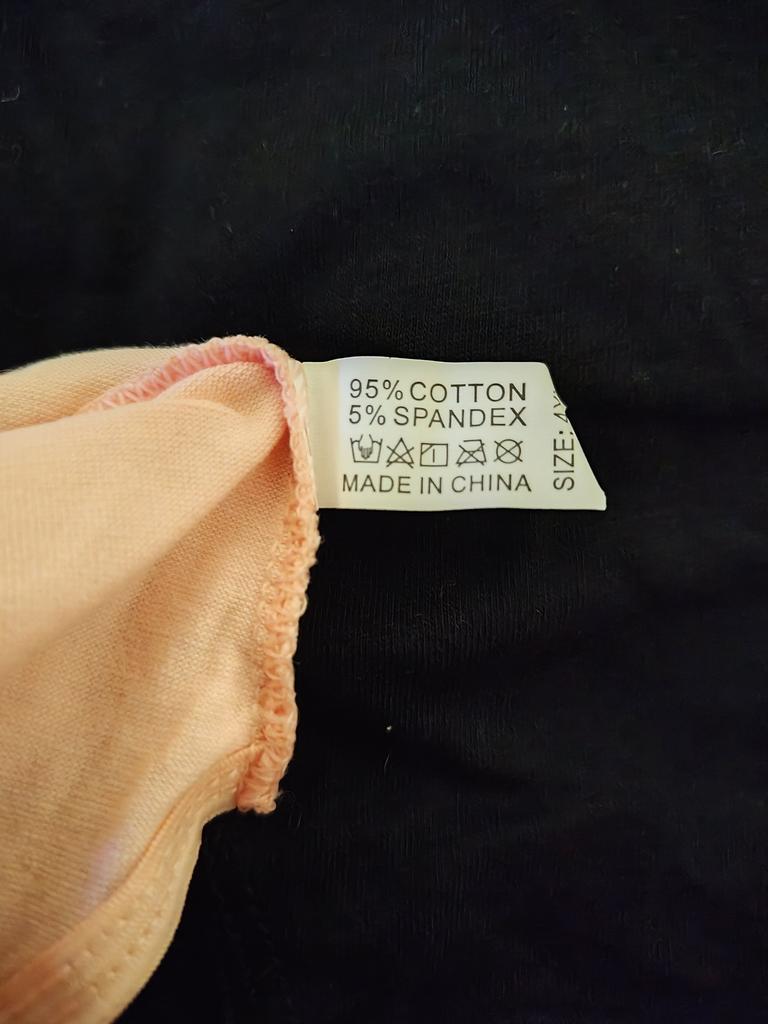 95% COTTON
5% SPANDEX
MADE IN CHINA
SIZE: